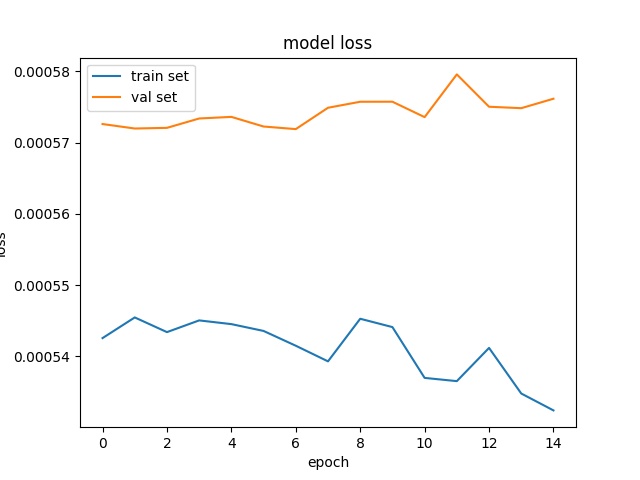 model loss
train set
val set
0.00058
0.00057
0.00056
0.00055
0.00054
loss
0 2 4 6 8 10 12 14
epoch